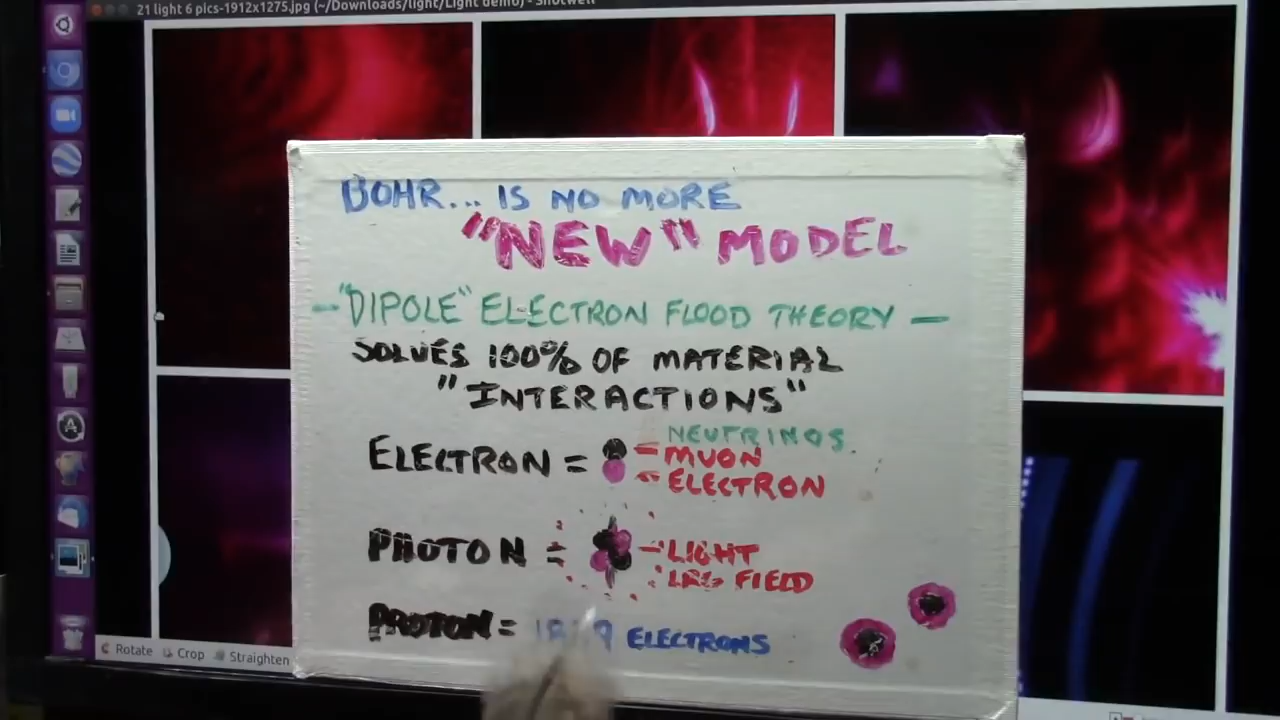 21 light 6 pics-1912x1275.jpg (~/Downloads/light/Light demo) - Shotwell
BOHR... IS NO MORE
"NEW" MODEL
-"DIPOLE" ELECTRON FLOOD THEORY -
SOLVES 100% OF MATERIAL
"INTERACTIONS"
NEUTRINOS
ELECTRON = - MUON
- ELECTRON
PHOTON = - LIGHT
FIELD
PROTON = ELECTRONS
Rotate Crop Straighten